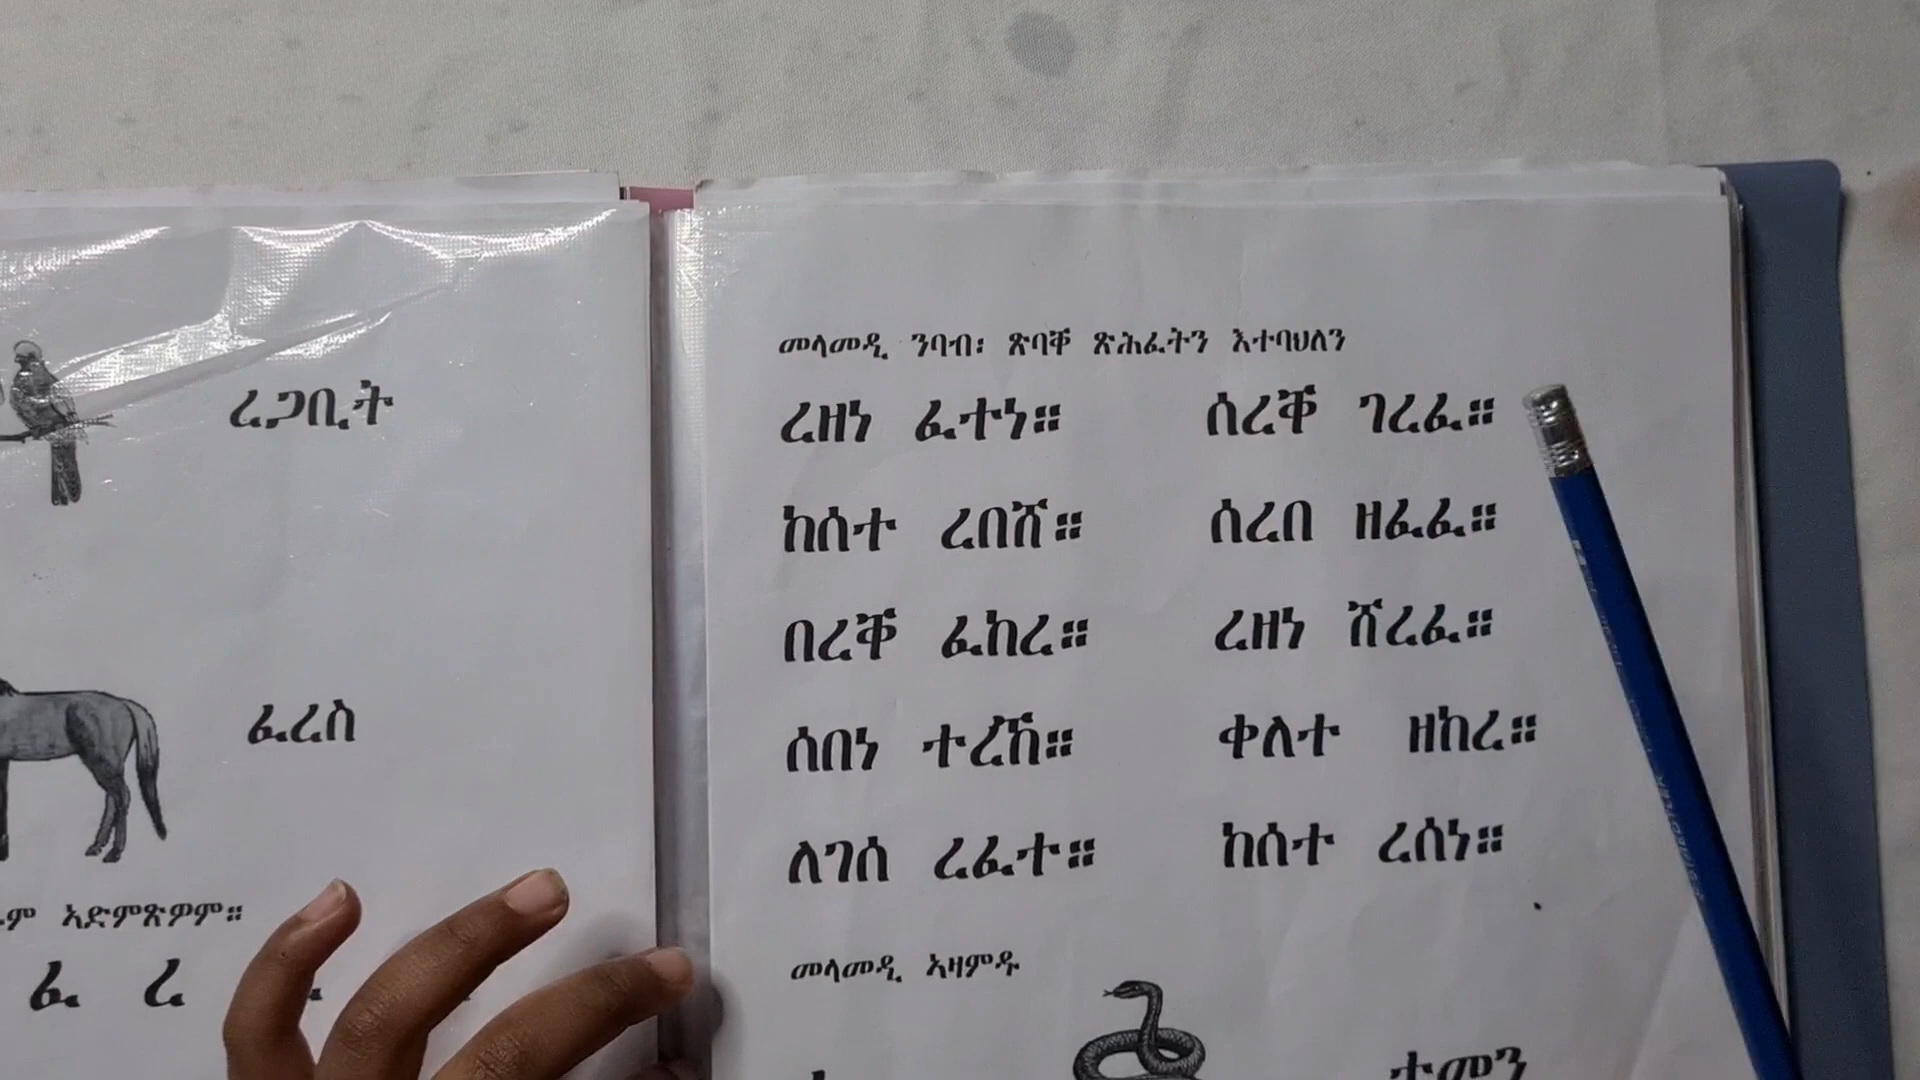 ረጋቢት
ፈረስ
ኣድምጽዎም።
ፈ ረ
መላመዲ ንባብ፡ ጽባቐ ጽሕፈትን እተባህለን
ረዘነ ፈተነ። ሰረቐ ገረፈ።
ከሰተ ረበሸ። ሰረበ ዘፈፈ።
በረቐ ፈከረ። ረዘነ ሸረፈ።
ሰበነ ተረኸ። ቀለተ ዘከረ።
ለገሰ ረፈተ። ከሰተ ረሰነ።
መላመዲ ኣዛምዱ
ተመን